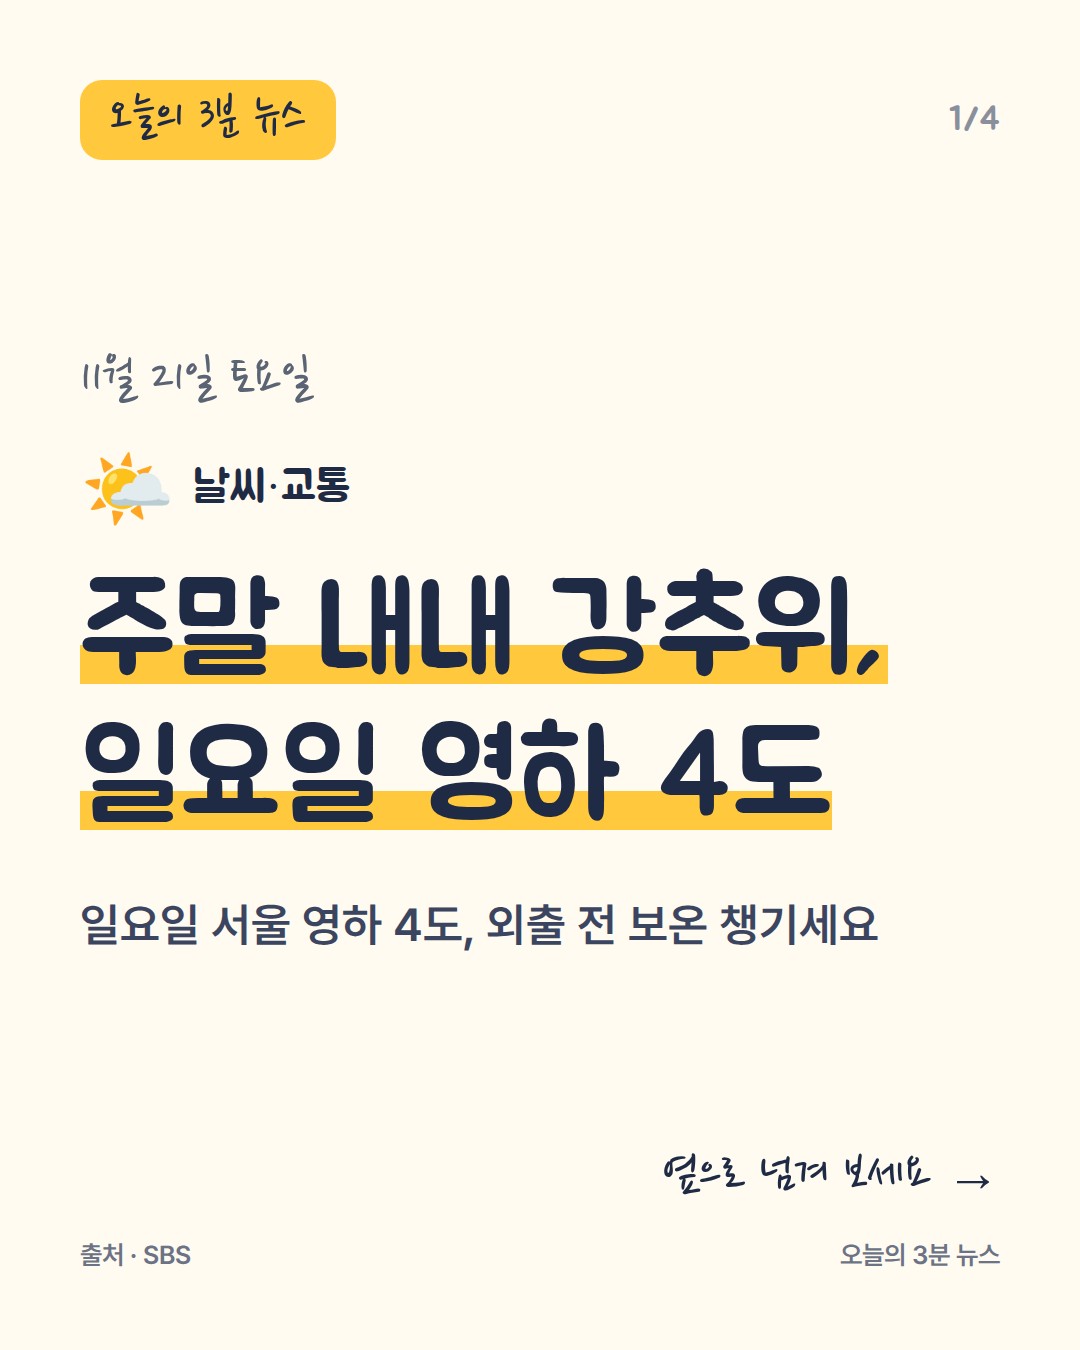 오늘의 3분 뉴스
1/4
11월 21일 토요일
날씨·교통
주말 내내 강추위,
일요일 영하 4도
일요일 서울 영하 4도, 외출 전 보온 챙기세요
옆으로 넘겨 보세요 →
출처 · SBS
오늘의 3분 뉴스